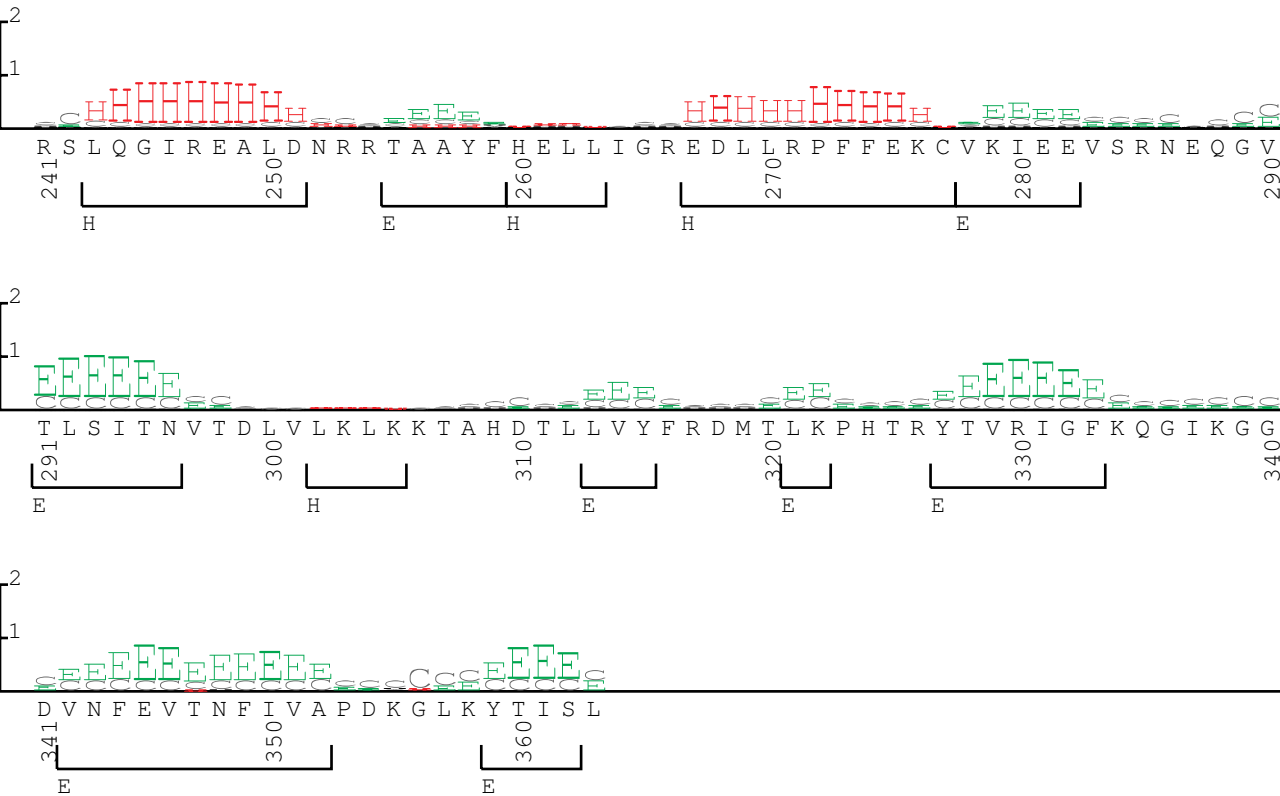 2
1
C H H H H H H H H H E E E H H H H H H H H H H E E E E C C
R S L Q G I R E A L D N R R T A A Y F H E L L I G R E D L L R P F F E K C V K I E E V S R N E Q G V
241 250 260 270 280 290
H E H H E
2
1
E E E E E E E E E E E E E E E E E E
C C C C C C C C C C C C
T L S I T N V T D L V L K L K K T A H D T L L V Y F R D M T L K P H T R Y T V R I G F K Q G I K G G
291 300 310 320 330 340
E H E E E
2
1
C E E E E E E E E E E E C C C E E E E C
D V N F E V T N F I V A P D K G L K Y T I S L
341 350 360
E E